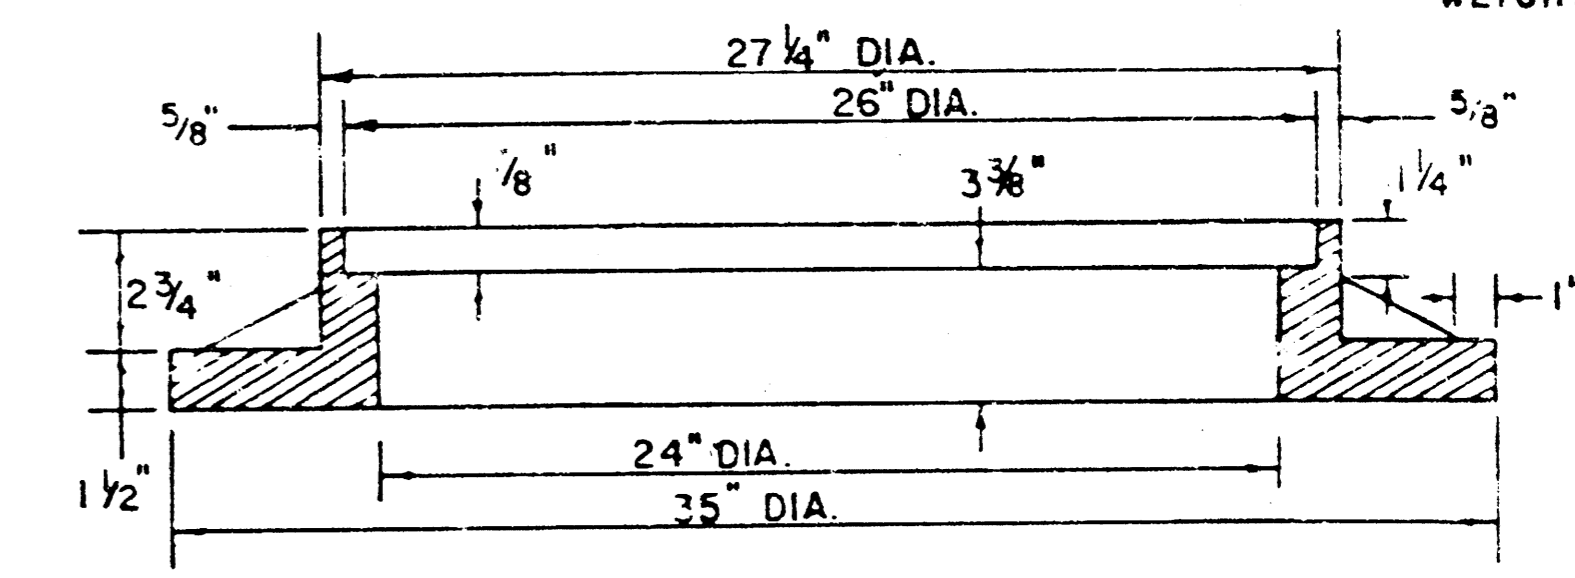 27 1/4" DIA.
26" DIA.
5/8"
5/8"
7/8"
3 3/8"
1 1/4"
2 3/4"
1"
1 1/2"
24" DIA.
35" DIA.